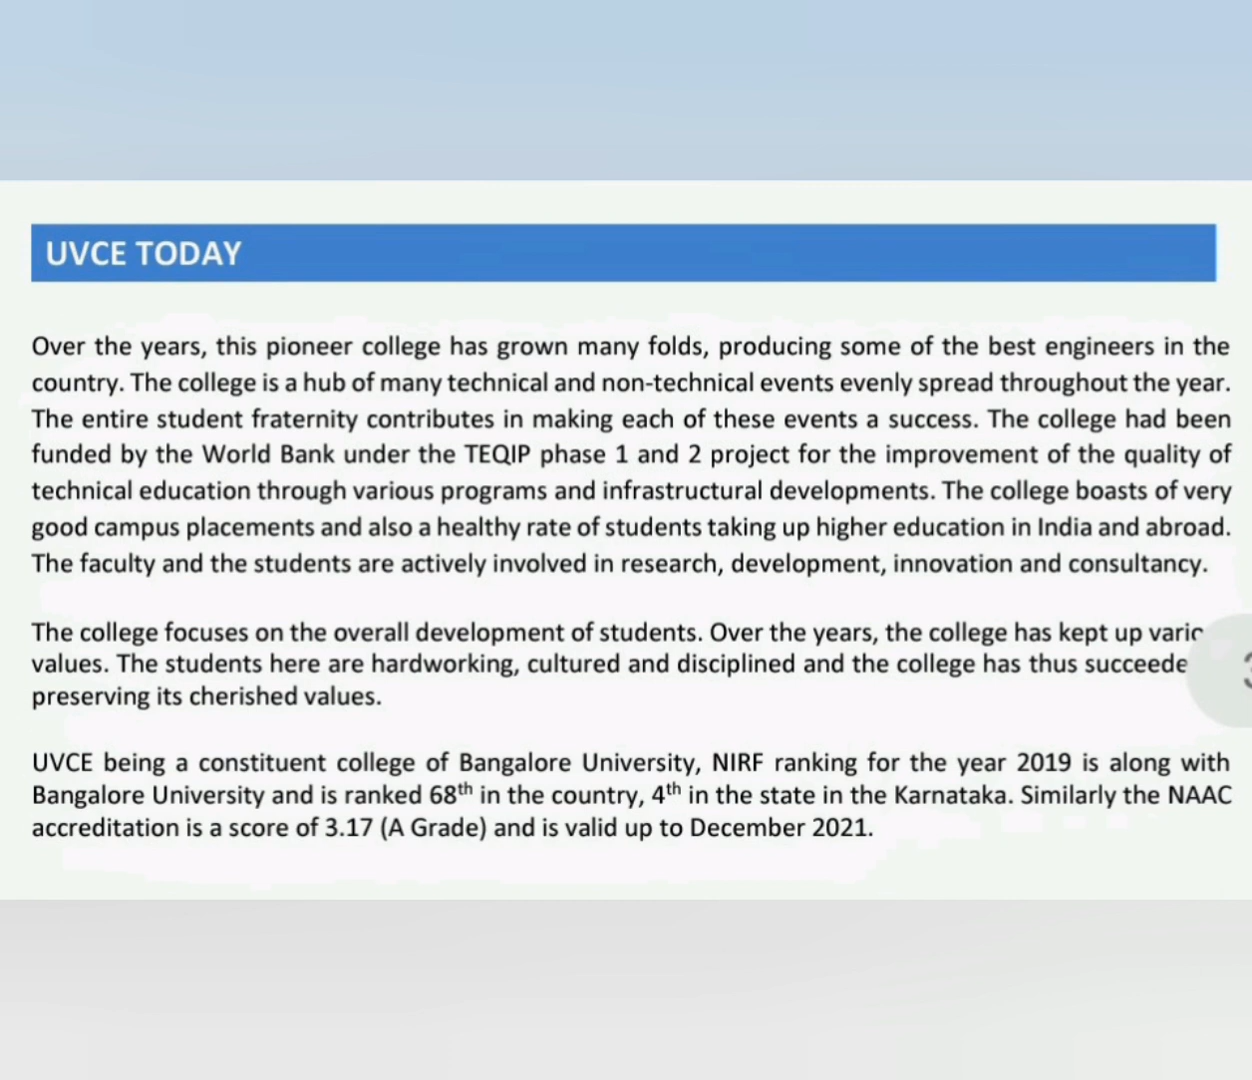 UVCE TODAY
Over the years, this pioneer college has grown many folds, producing some of the best engineers in the
country. The college is a hub of many technical and non-technical events evenly spread throughout the year.
The entire student fraternity contributes in making each of these events a success. The college had been
funded by the World Bank under the TEQIP phase 1 and 2 project for the improvement of the quality of
technical education through various programs and infrastructural developments. The college boasts of very
good campus placements and also a healthy rate of students taking up higher education in India and abroad.
The faculty and the students are actively involved in research, development, innovation and consultancy.
The college focuses on the overall development of students. Over the years, the college has kept up
values. The students here are hardworking, cultured and disciplined and the college has thus
preserving its cherished values.
UVCE being a constituent college of Bangalore University, NIRF ranking for the year 2019 is along with
Bangalore University and is ranked 68th in the country, 4th in the state in the Karnataka. Similarly the NAAC
accreditation is a score of 3.17 (A Grade) and is valid up to December 2021.